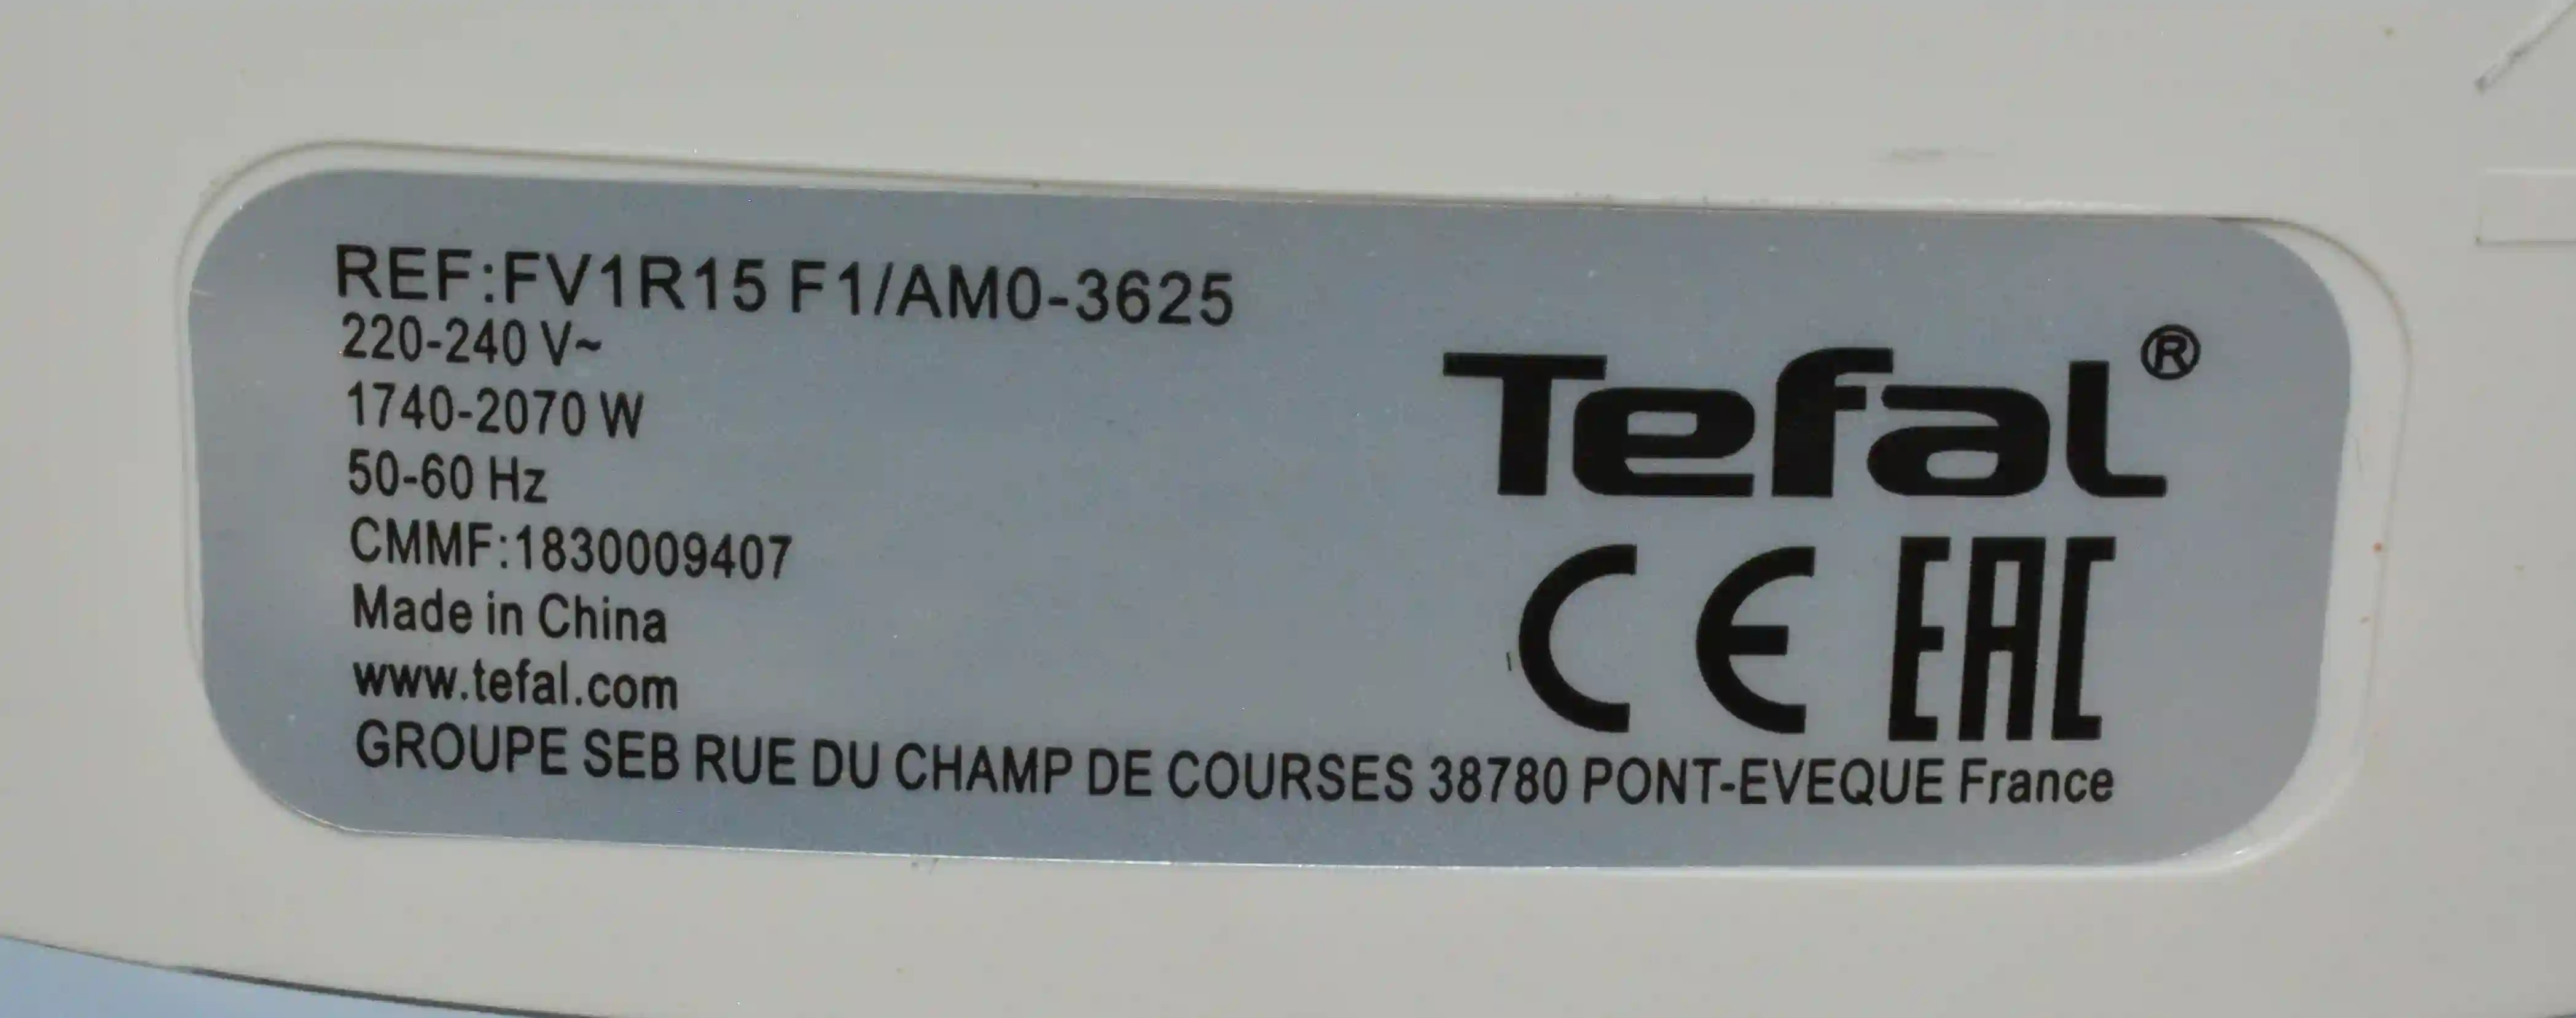 REF:FV1R15 F1/AM0-3625
220-240 V~
1740-2070 W
50-60 Hz
CMMF:1830009407
Made in China
www.tefal.com
GROUPE SEB RUE DU CHAMP DE COURSES 38780 PONT-EVEQUE France
Tefal®
CE EAC